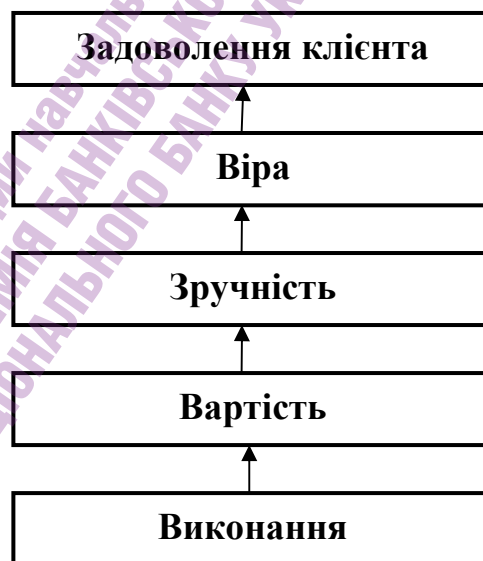 Задоволення клієнта
Віра
Зручність
Вартість
Виконання